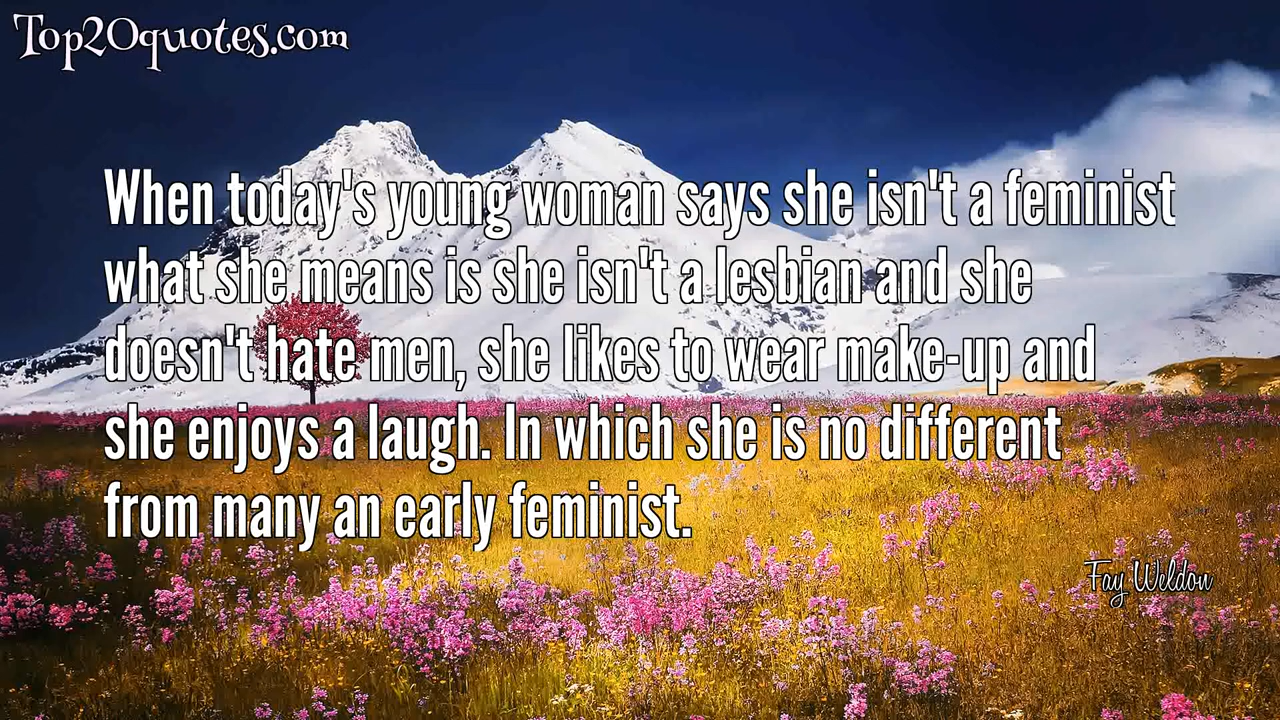 Top20quotes.com
When today's young woman says she isn't a feminist
what she means is she isn't a lesbian and she
doesn't hate men, she likes to wear make-up and
she enjoys a laugh. In which she is no different
from many an early feminist.
Fay Weldon